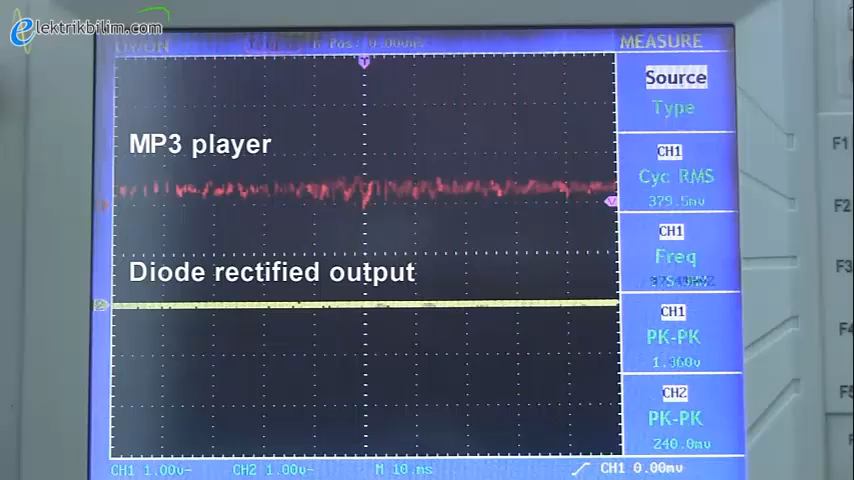 elektrikbilim.com
MEASURE
Source
Type
MP3 player
CH1
Cyc RMS
379.5mv
CH1
Freq
Diode rectified output
CH1
PK-PK
1.360v
CH2
PK-PK
240.0mv
CH1 1.00v- CH2 1.00v- M 10.ms CH1 0.00mv
F1
F2
F3
F4